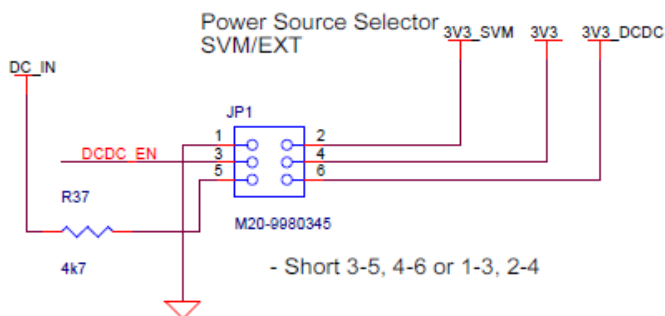 Power Source Selector
SVM/EXT
3V3_SVM 3V3 3V3_DCDC
DC_IN
JP1
1 2
DCDC_EN 3 4
5 6
R37
M20-9980345
4k7
- Short 3-5, 4-6 or 1-3, 2-4